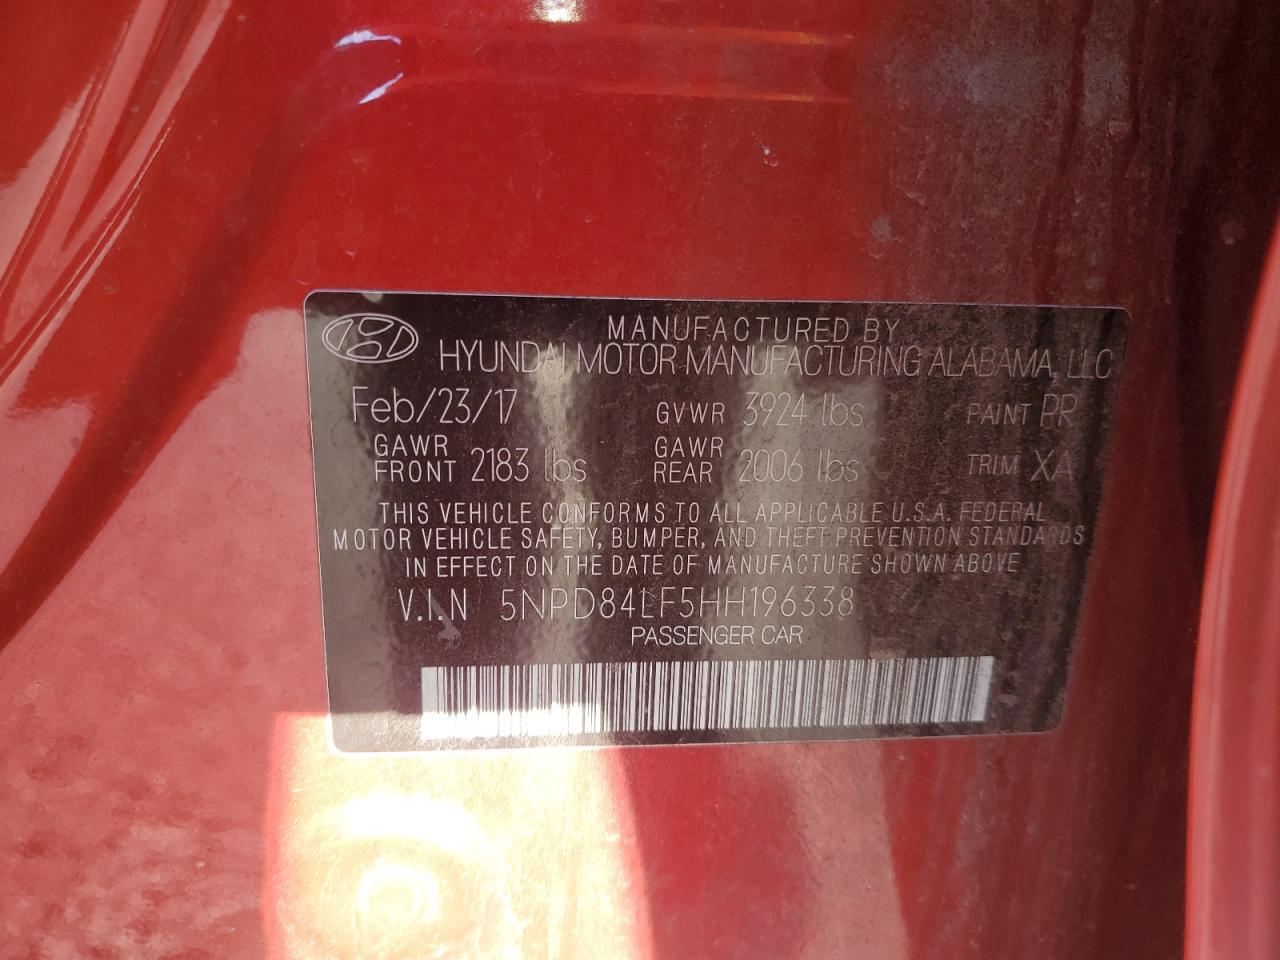 MANUFACTURED BY
HYUNDAI MOTOR MANUFACTURING ALABAMA, LLC
Feb/23/17 GVWR 3924 lbs PAINT PR
GAWR FRONT 2183 lbs GAWR REAR 2006 lbs TRIM XA
THIS VEHICLE CONFORMS TO ALL APPLICABLE U.S.A. FEDERAL
MOTOR VEHICLE SAFETY, BUMPER, AND THEFT PREVENTION STANDARDS
IN EFFECT ON THE DATE OF MANUFACTURE SHOWN ABOVE
V.I.N 5NPD84LF5HH196338
PASSENGER CAR